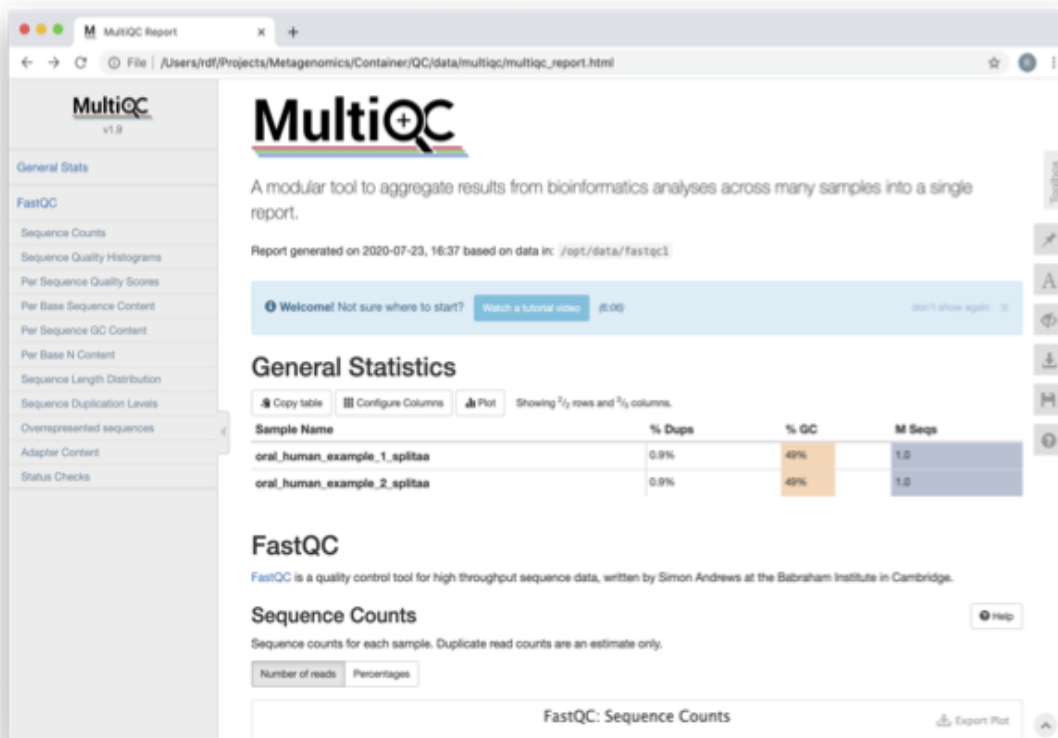 M MultiQC Report
File | /Users/rdf/Projects/Metagenomics/Container/QC/data/multiqc/multiqc_report.html
MultiQC
v1.9
General Stats
FastQC
Sequence Counts
Sequence Quality Histograms
Per Sequence Quality Scores
Per Base Sequence Content
Per Sequence GC Content
Per Base N Content
Sequence Length Distribution
Sequence Duplication Levels
Overrepresented sequences
Adapter Content
Status Checks
MultiQC
A modular tool to aggregate results from bioinformatics analyses across many samples into a single
report.
Report generated on 2020-07-23, 16:37 based on data in: /opt/data/fastqc1
Welcome! Not sure where to start? Watch a tutorial video (6:06) don't show again
General Statistics
Copy table Configure Columns Plot Showing 2/2 rows and 3/5 columns.
Sample Name % Dups % GC M Seqs
oral_human_example_1_splitaa 0.9% 49% 1.0
oral_human_example_2_splitaa 0.9% 49% 1.0
FastQC
FastQC is a quality control tool for high throughput sequence data, written by Simon Andrews at the Babraham Institute in Cambridge.
Sequence Counts
Help
Sequence counts for each sample. Duplicate read counts are an estimate only.
Number of reads Percentages
FastQC: Sequence Counts
Export Plot
Toolbox
A